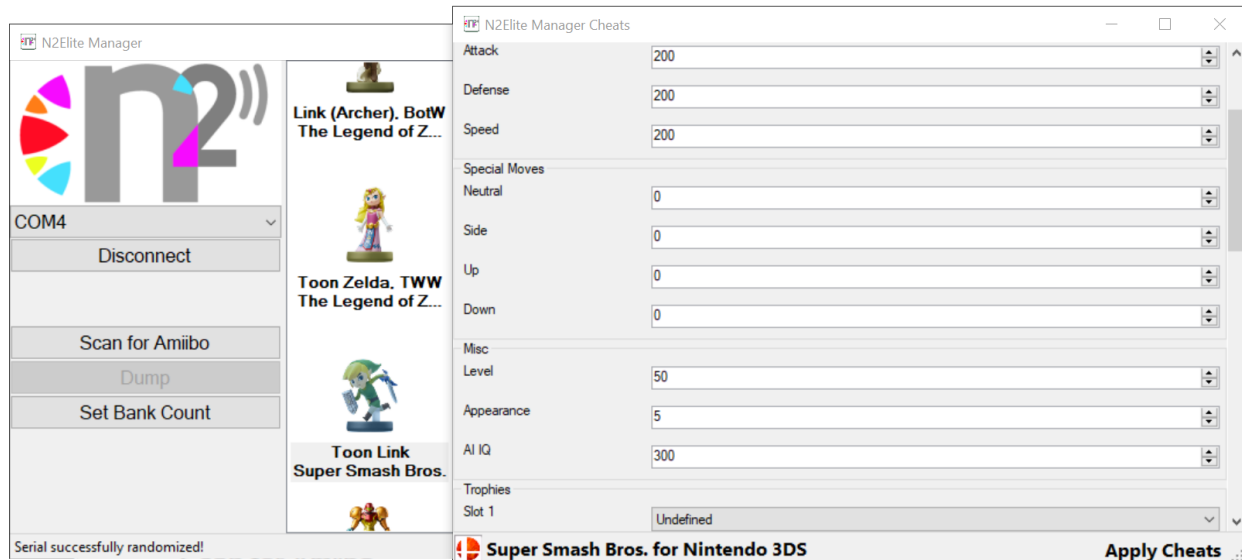 N2Elite Manager
n2
COM4
Disconnect
Scan for Amiibo
Dump
Set Bank Count
Serial successfully randomized!
Link (Archer), BotW
The Legend of Z...
Toon Zelda, TWW
The Legend of Z...
Toon Link
Super Smash Bros.
N2Elite Manager Cheats
Attack 200
Defense 200
Speed 200
Special Moves
Neutral 0
Side 0
Up 0
Down 0
Misc
Level 50
Appearance 5
AI IQ 300
Trophies
Slot 1 Undefined
Super Smash Bros. for Nintendo 3DS
Apply Cheats